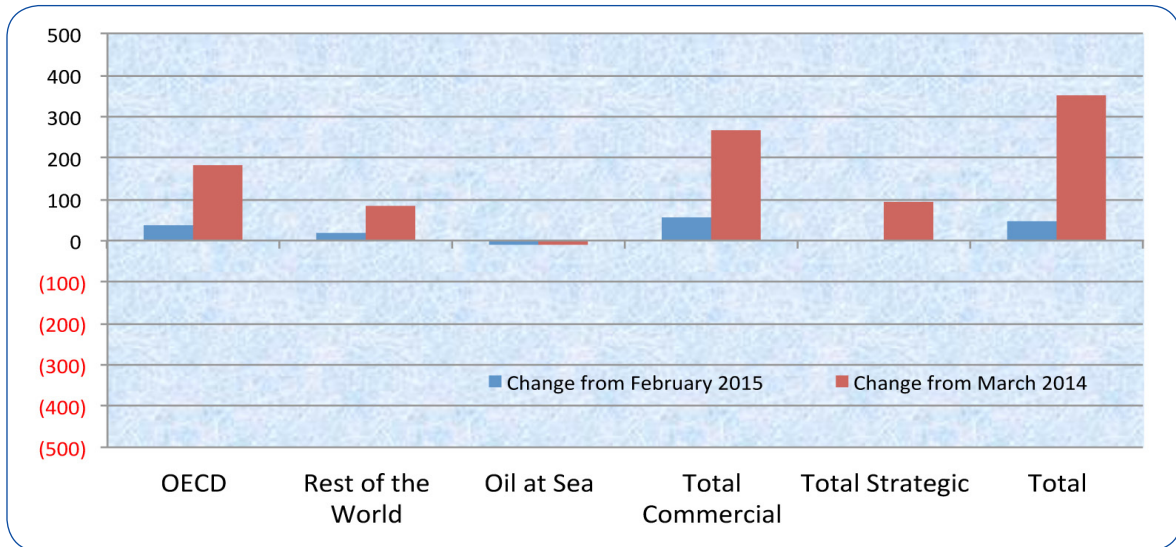 500
400
300
200
100
0
(100)
(200)
(300)
(400)
(500)
Change from February 2015
Change from March 2014
OECD
Rest of the
World
Oil at Sea
Total
Commercial
Total Strategic
Total